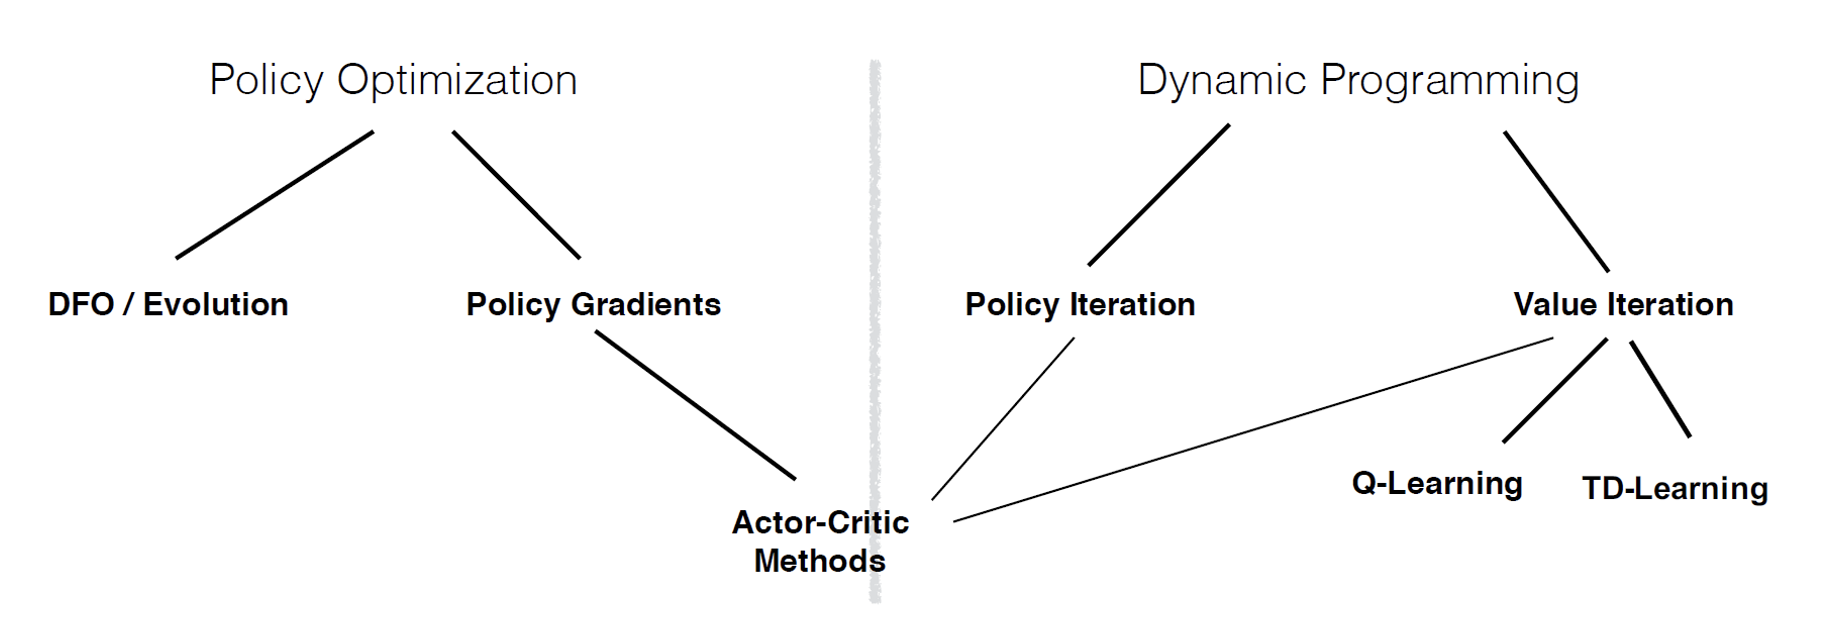 Policy Optimization
Dynamic Programming
DFO / Evolution
Policy Gradients
Policy Iteration
Value Iteration
Q-Learning
TD-Learning
Actor-Critic
Methods